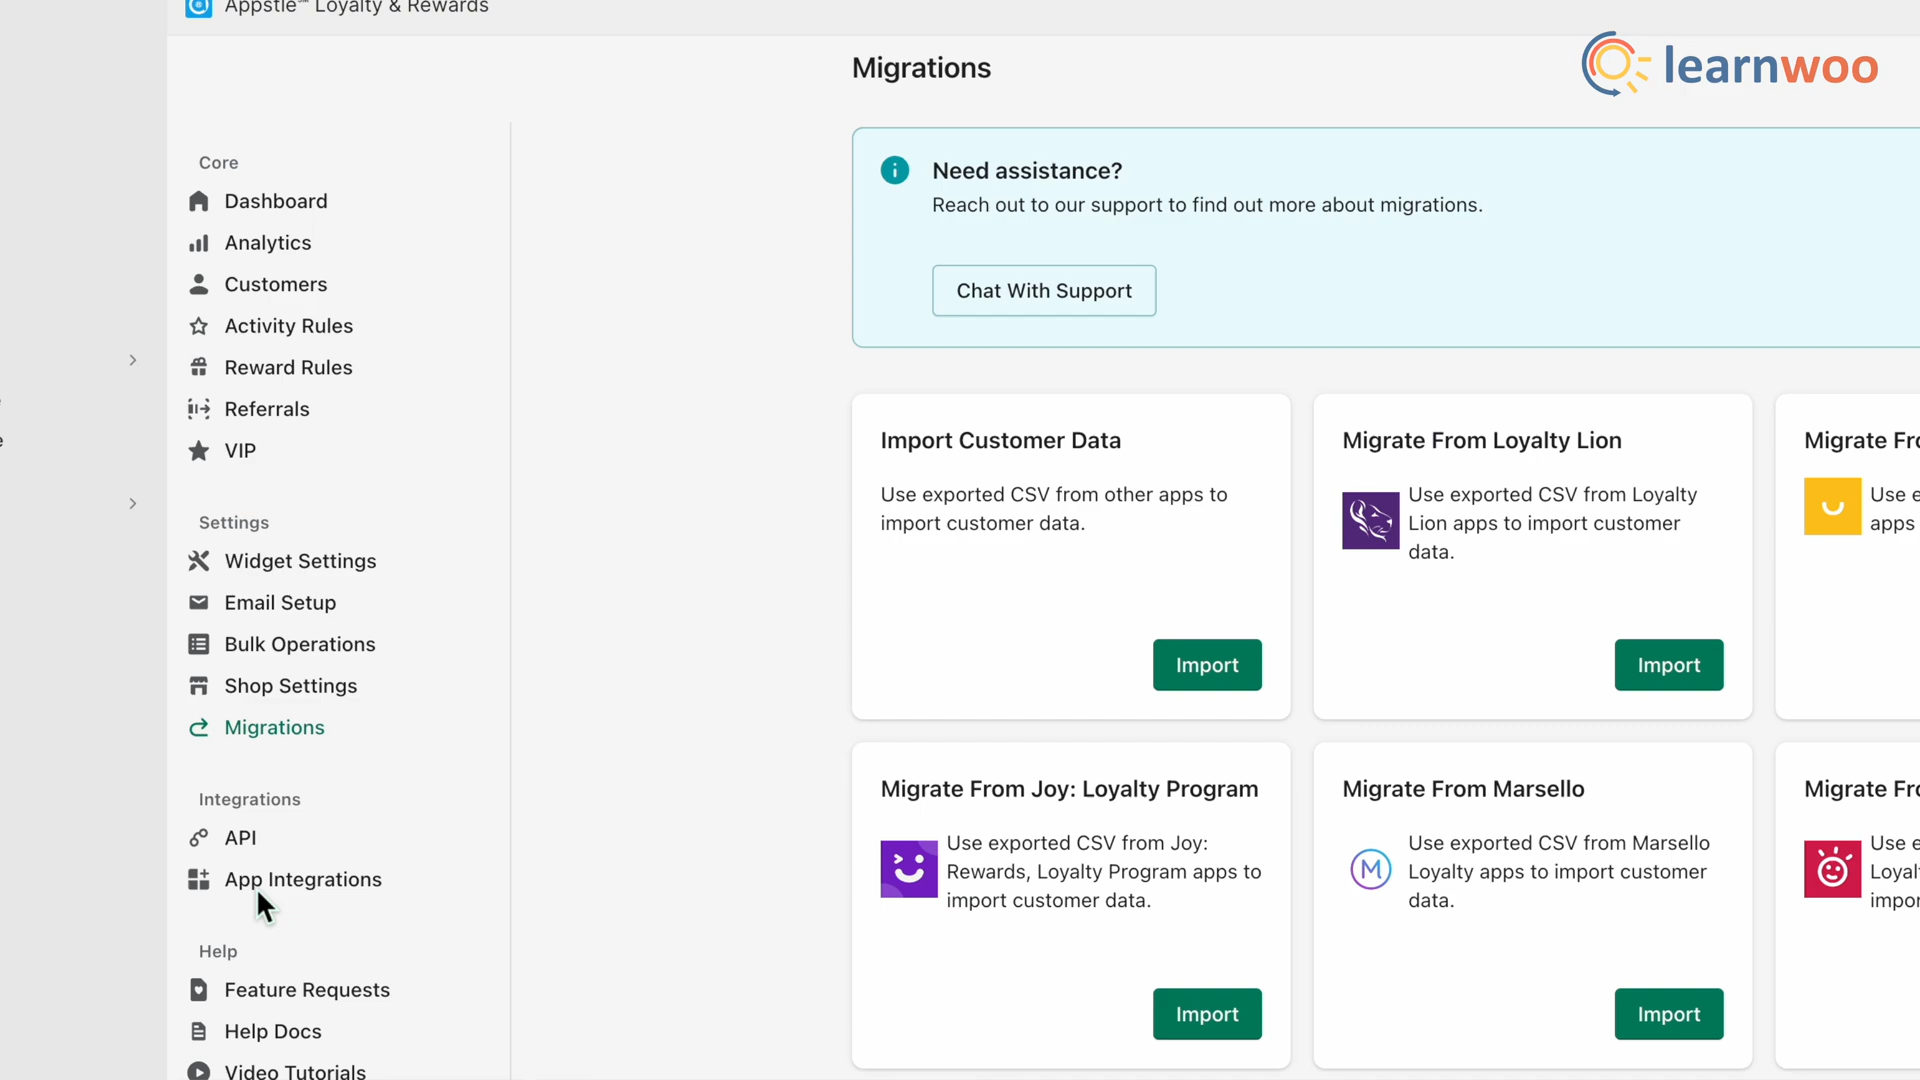 Appstle℠ Loyalty & Rewards
learnwoo
Migrations
Core
Dashboard
Analytics
Customers
Activity Rules
Reward Rules
Referrals
VIP
Settings
Widget Settings
Email Setup
Bulk Operations
Shop Settings
Migrations
Integrations
API
App Integrations
Help
Feature Requests
Help Docs
Video Tutorials
Need assistance?
Reach out to our support to find out more about migrations.
Chat With Support
Import Customer Data
Use exported CSV from other apps to
import customer data.
Import
Migrate From Loyalty Lion
Use exported CSV from Loyalty
Lion apps to import customer
data.
Import
Migrate
Use
apps
Migrate From Joy: Loyalty Program
Use exported CSV from Joy:
Rewards, Loyalty Program apps to
import customer data.
Import
Migrate From Marsello
Use exported CSV from Marsello
Loyalty apps to import customer
data.
Import
Migrate
Use